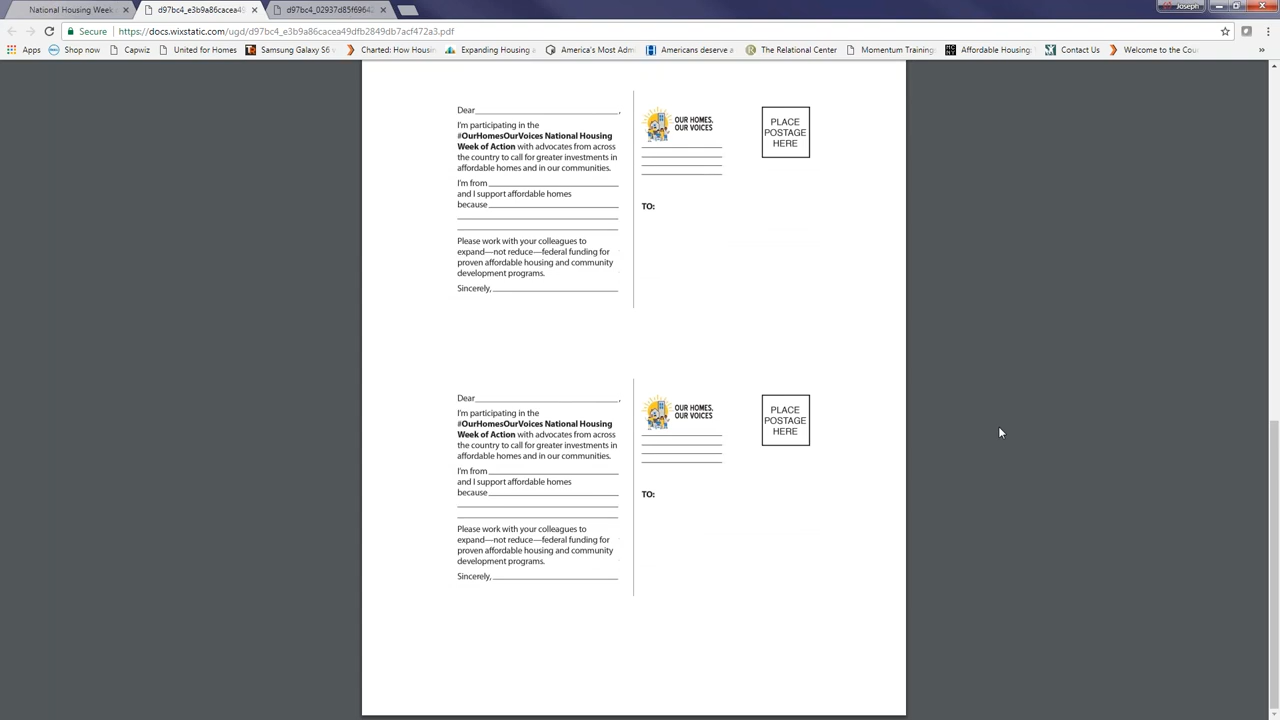 Joseph
National Housing Week
d97bc4_e3b9a86cacea49
d97bc4_02937d85f6964
Secure
https://docs.wixstatic.com/ugd/d97bc4_e3b9a86cacea49dfb2849db7acf472a3.pdf
Apps
Shop now
Capwiz
United for Homes
Samsung Galaxy S6 v
Charted: How Housin
Expanding Housing a
America's Most Adm
Americans deserve a
The Relational Center
Momentum Training
Affordable Housing:
Contact Us
Welcome to the Cou
»
Dear,
I'm participating in the
#OurHomesOurVoices National Housing
Week of Action with advocates from across
the country to call for greater investments in
affordable homes and in our communities.
I'm from
and I support affordable homes
because
Please work with your colleagues to
expand—not reduce—federal funding for
proven affordable housing and community
development programs.
Sincerely,
OUR HOMES,
OUR VOICES
PLACE
POSTAGE
HERE
TO:
Dear,
I'm participating in the
#OurHomesOurVoices National Housing
Week of Action with advocates from across
the country to call for greater investments in
affordable homes and in our communities.
I'm from
and I support affordable homes
because
Please work with your colleagues to
expand—not reduce—federal funding for
proven affordable housing and community
development programs.
Sincerely,
OUR HOMES,
OUR VOICES
PLACE
POSTAGE
HERE
TO: